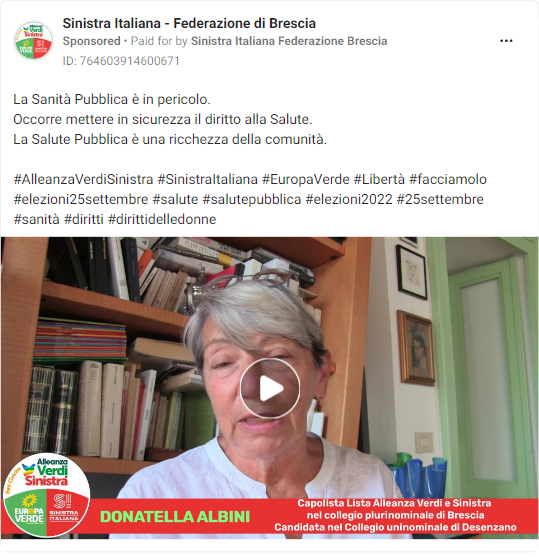 Sinistra Italiana - Federazione di Brescia
Sponsored • Paid for by Sinistra Italiana Federazione Brescia
ID: 764603914600671
La Sanità Pubblica è in pericolo.
Occorre mettere in sicurezza il diritto alla Salute.
La Salute Pubblica è una ricchezza della comunità.
#AlleanzaVerdiSinistra #SinistraItaliana #EuropaVerde #Libertà #facciamolo
#elezioni25settembre #salute #salutepubblica #elezioni2022 #25settembre
#sanità #diritti #dirittidelledonne
Alleanza
Verdi
Sinistra
Reti Civiche
EUROPA
VERDE
SI
SINISTRA
ITALIANA
DONATELLA ALBINI
Capolista Lista Alleanza Verdi e Sinistra
nel collegio plurinominale di Brescia
Candidata nel Collegio uninominale di Desenzano